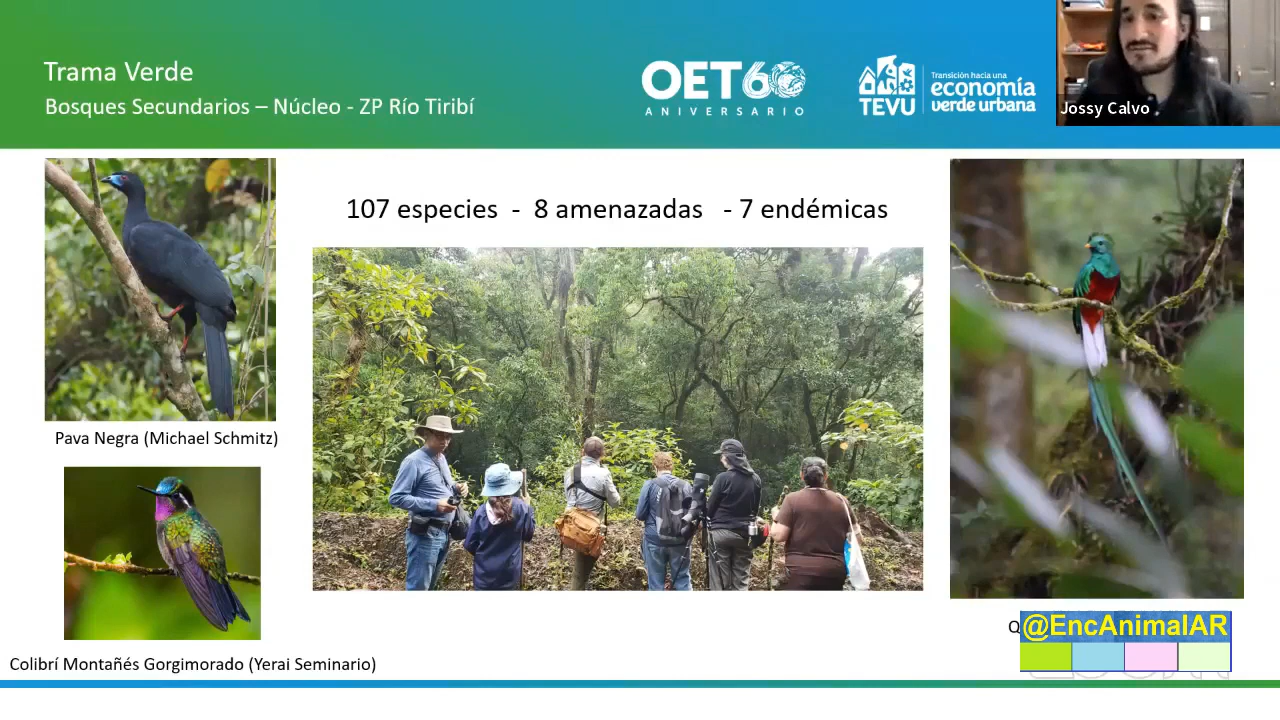 Trama Verde
Bosques Secundarios – Núcleo - ZP Río Tiribí
OET60
ANIVERSARIO
TEVU
Transición hacia una
economía
verde urbana
Jossy Calvo
107 especies - 8 amenazadas - 7 endémicas
Pava Negra (Michael Schmitz)
Colibrí Montañés Gorgimorado (Yerai Seminario)
@EncAnimalAR